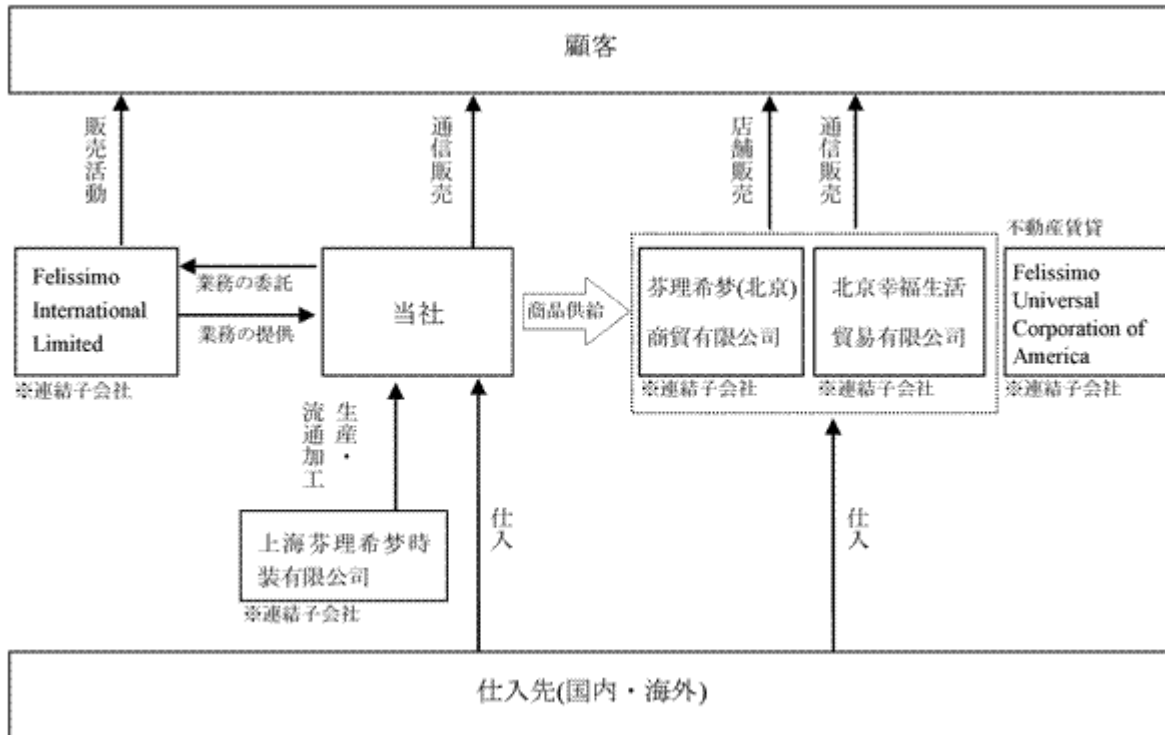 顧客
販売活動
通信販売
店舗販売
通信販売
不動産賃貸
Felissimo
International
Limited
※連結子会社
業務の委託
業務の提供
当社
商品供給
芬理希梦(北京)
商貿有限公司
※連結子会社
北京幸福生活
貿易有限公司
※連結子会社
Felissimo
Universal
Corporation of
America
※連結子会社
生産・
流通加工
仕入
仕入
上海芬理希梦時
装有限公司
※連結子会社
仕入先(国内・海外)